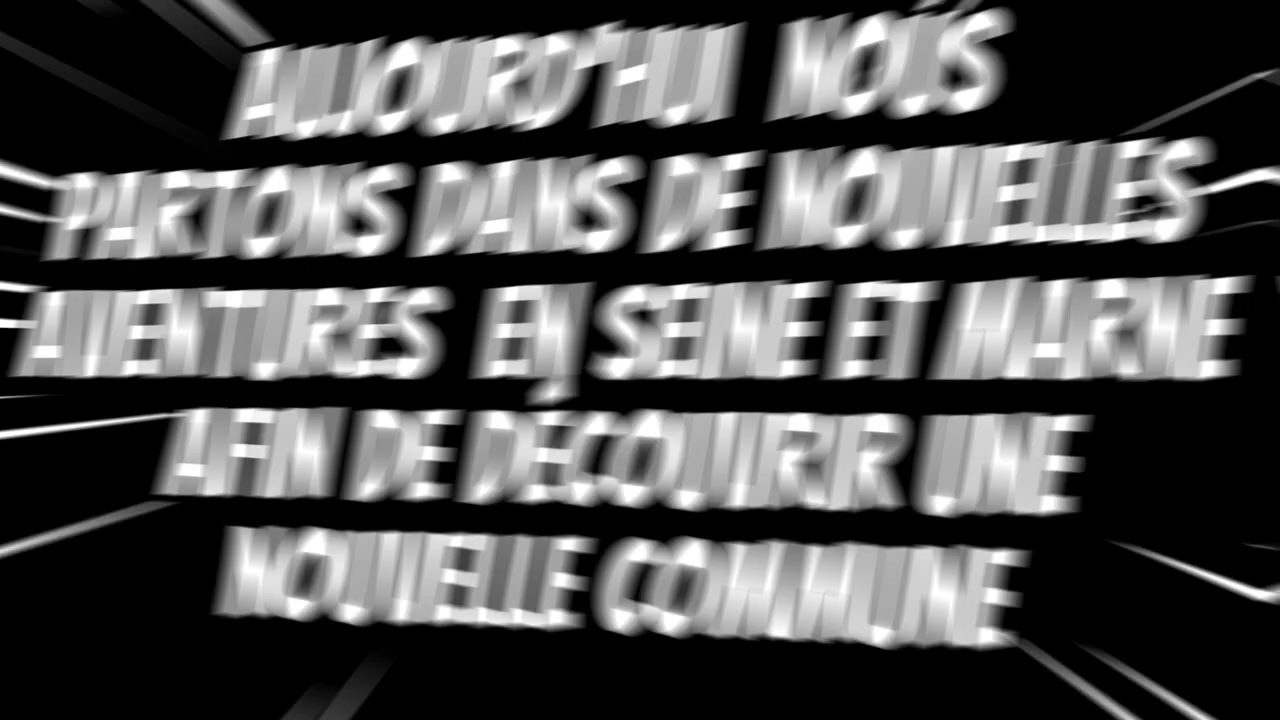 AUJOURD'HUI NOUS
PARTONS DANS DE NOUVELLES
AVENTURES EN SEINE ET MARNE
AFIN DE DÉCOUVRIR UNE
NOUVELLE COMMUNE